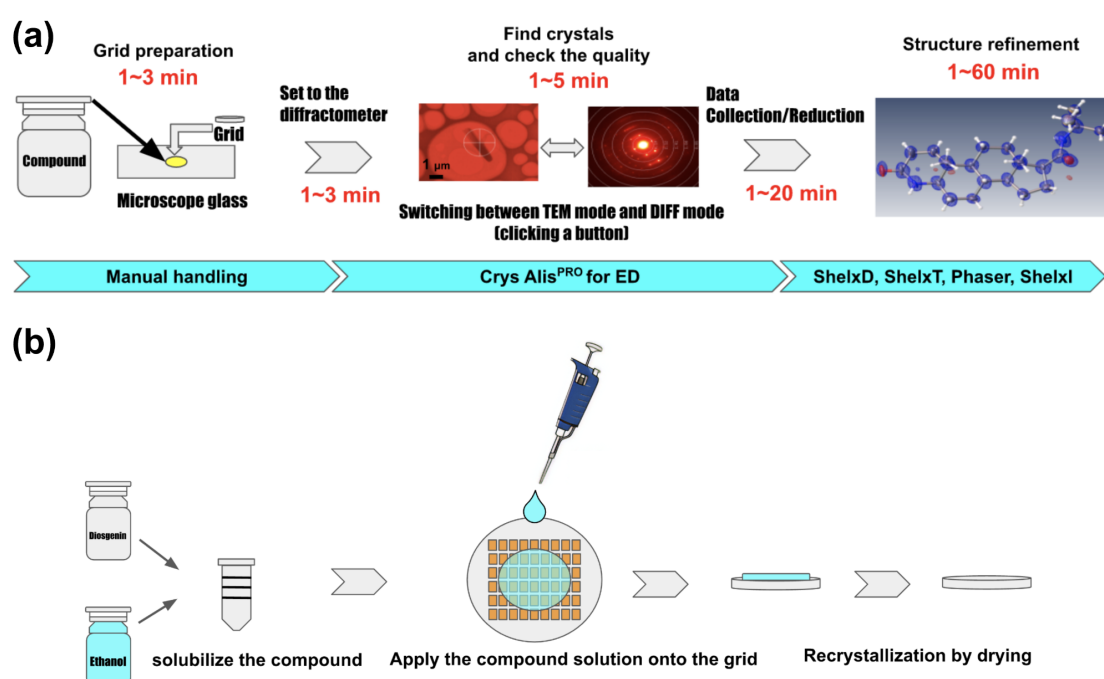 (a)
Grid preparation
1~3 min
Compound
Grid
Microscope glass
Set to the
diffractometer
1~3 min
Find crystals
and check the quality
1~5 min
1 μm
Switching between TEM mode and DIFF mode
(clicking a button)
Data
Collection/Reduction
1~20 min
Structure refinement
1~60 min
Manual handling
Crys AlisPRO for ED
ShelxD, ShelxT, Phaser, Shelxl
(b)
Diosgenin
Ethanol
solubilize the compound
Apply the compound solution onto the grid
Recrystallization by drying